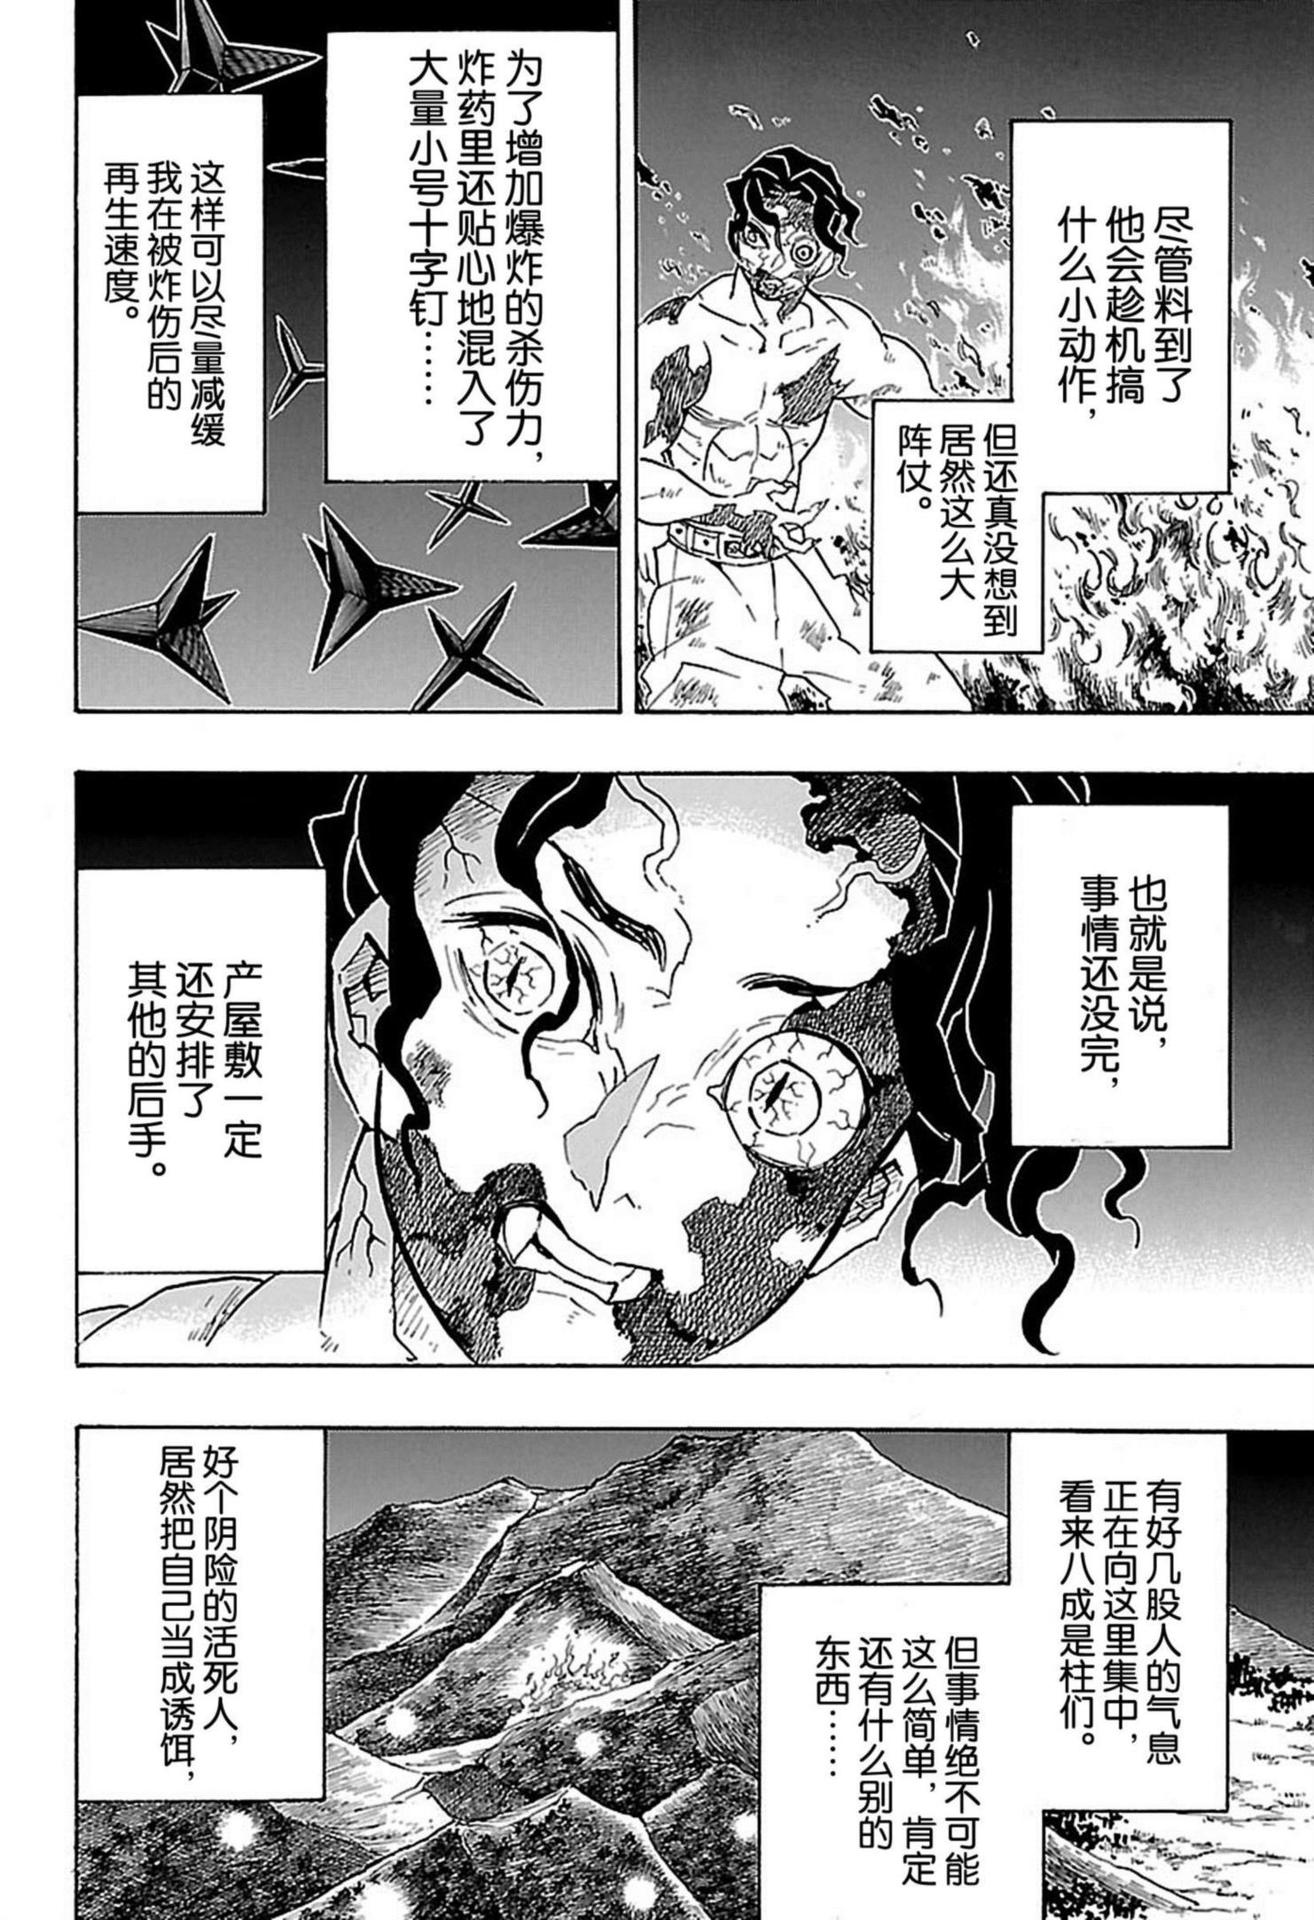 尽管料到了
他会趁机搞
什么小动作，
但还真没想到
居然这么大
阵仗。
为了增加爆炸的杀伤力，
炸药里还贴心地混入了
大量小号十字钉……
这样可以尽量减缓
我在被炸伤后的
再生速度。
也就是说，
事情还没完，
产屋敷一定
还安排了
其他的后手。
有好几股人的气息
正在向这里集中，
看来八成是柱们。
但事情绝不可能
这么简单，肯定
还有什么别的
东西……
好个阴险的活死人，
居然把自己当成诱饵，